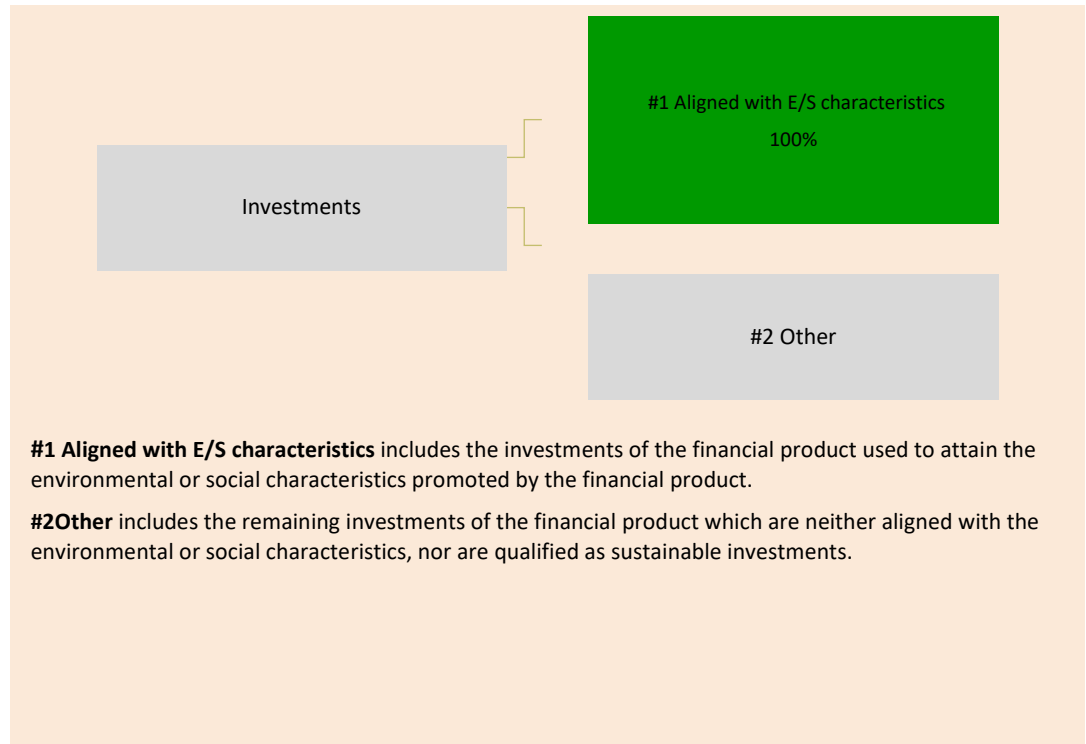 #1 Aligned with E/S characteristics
100%
Investments
#2 Other
#1 Aligned with E/S characteristics includes the investments of the financial product used to attain the
environmental or social characteristics promoted by the financial product.
#2Other includes the remaining investments of the financial product which are neither aligned with the
environmental or social characteristics, nor are qualified as sustainable investments.